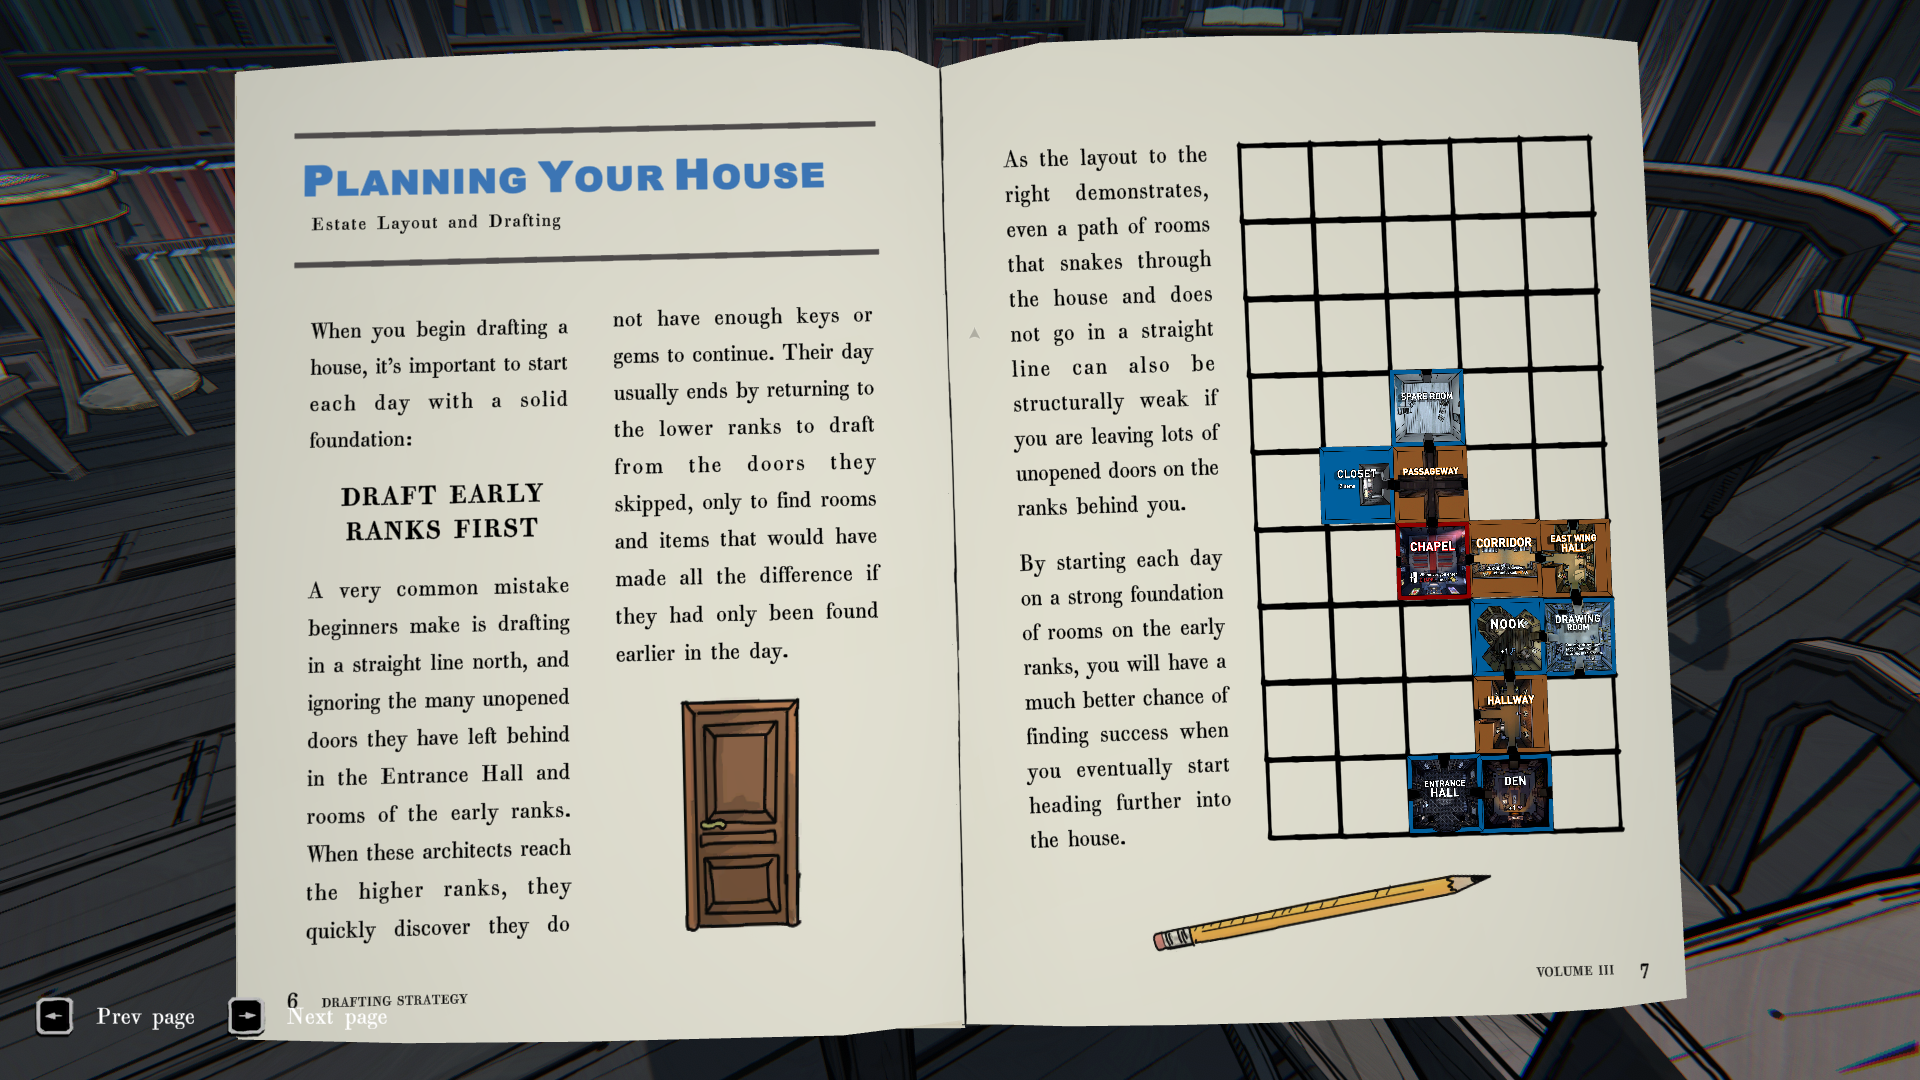 PLANNING YOUR HOUSE
Estate Layout and Drafting
When you begin drafting a
house, it's important to start
each day with a solid
foundation:
DRAFT EARLY
RANKS FIRST
A very common mistake
beginners make is drafting
in a straight line north, and
ignoring the many unopened
doors they have left behind
in the Entrance Hall and
rooms of the early ranks.
When these architects reach
the higher ranks, they
quickly discover they do
not have enough keys or
gems to continue. Their day
usually ends by returning to
the lower ranks to draft
from the doors they
skipped, only to find rooms
and items that would have
made all the difference if
they had only been found
earlier in the day.
6 DRAFTING STRATEGY
As the layout to the
right demonstrates,
even a path of rooms
that snakes through
the house and does
not go in a straight
line can also be
structurally weak if
you are leaving lots of
unopened doors on the
ranks behind you.
By starting each day
on a strong foundation
of rooms on the early
ranks, you will have a
much better chance of
finding success when
you eventually start
heading further into
the house.
SPARE ROOM
CLOSET
PASSAGEWAY
CHAPEL
CORRIDOR
EAST WING
HALL
NOOK
DRAWING
ROOM
HALLWAY
ENTRANCE
HALL
DEN
VOLUME III 7
Prev page
Next page